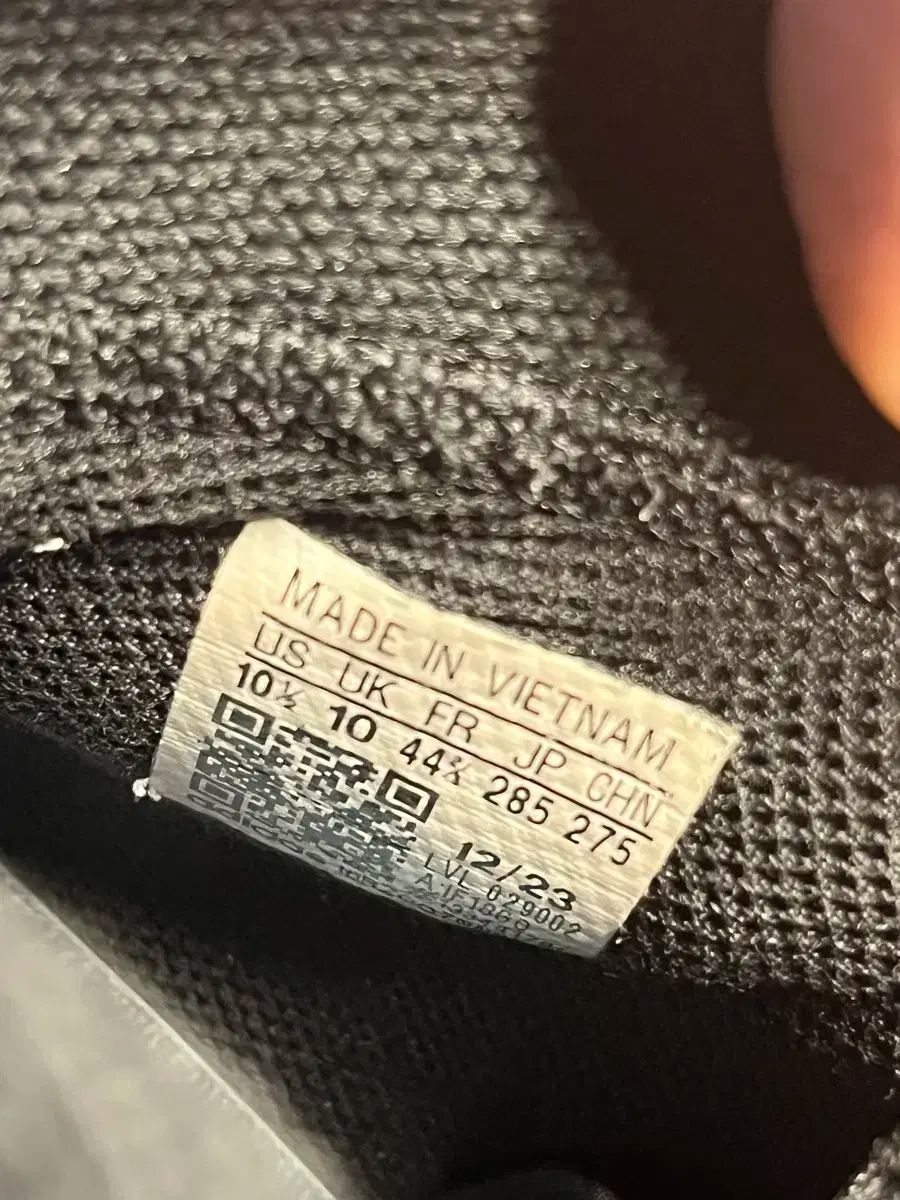 MADE IN VIETNAM
US UK FR JP CHN
10½ 10 44⅔ 285 275
12/23
LVL 029002